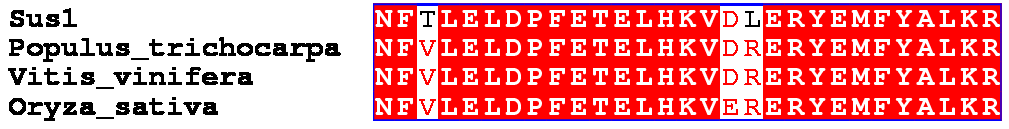 Sus1 NFTLELDPFETELHKVDLERYEMFYALKR
Populus_trichocarpa NFVLELDPFETELHKVDRERYEMFYALKR
Vitis_vinifera NFVLELDPFETELHKVDRERYEMFYALKR
Oryza_sativa NFVLELDPFETELHKVERERYEMFYALKR